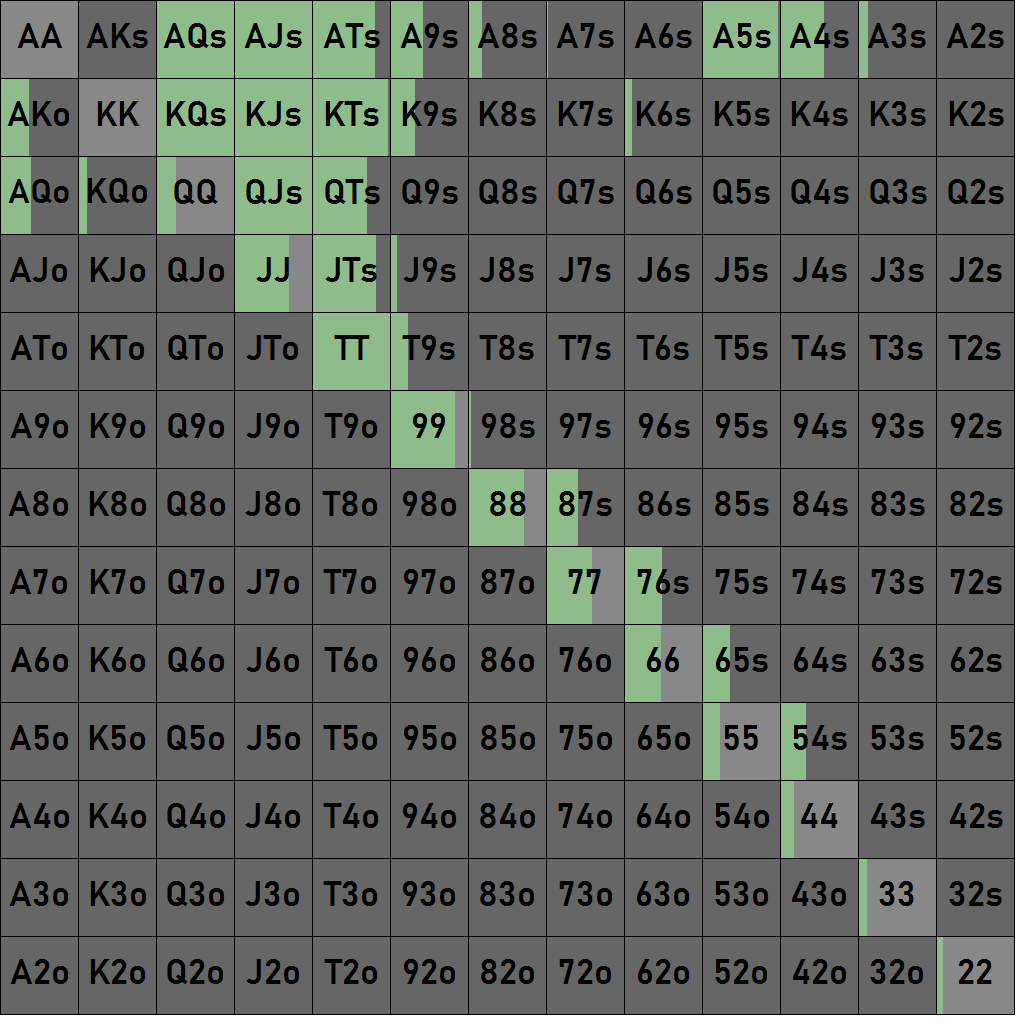 AA AKs AQs AJs ATs A9s A8s A7s A6s A5s A4s A3s A2s
AKo KK KQs KJs KTs K9s K8s K7s K6s K5s K4s K3s K2s
AQo KQo QQ QJs QTs Q9s Q8s Q7s Q6s Q5s Q4s Q3s Q2s
AJo KJo QJo JJ JTs J9s J8s J7s J6s J5s J4s J3s J2s
ATo KTo QTo JTo TT T9s T8s T7s T6s T5s T4s T3s T2s
A9o K9o Q9o J9o T9o 99 98s 97s 96s 95s 94s 93s 92s
A8o K8o Q8o J8o T8o 98o 88 87s 86s 85s 84s 83s 82s
A7o K7o Q7o J7o T7o 97o 87o 77 76s 75s 74s 73s 72s
A6o K6o Q6o J6o T6o 96o 86o 76o 66 65s 64s 63s 62s
A5o K5o Q5o J5o T5o 95o 85o 75o 65o 55 54s 53s 52s
A4o K4o Q4o J4o T4o 94o 84o 74o 64o 54o 44 43s 42s
A3o K3o Q3o J3o T3o 93o 83o 73o 63o 53o 43o 33 32s
A2o K2o Q2o J2o T2o 92o 82o 72o 62o 52o 42o 32o 22